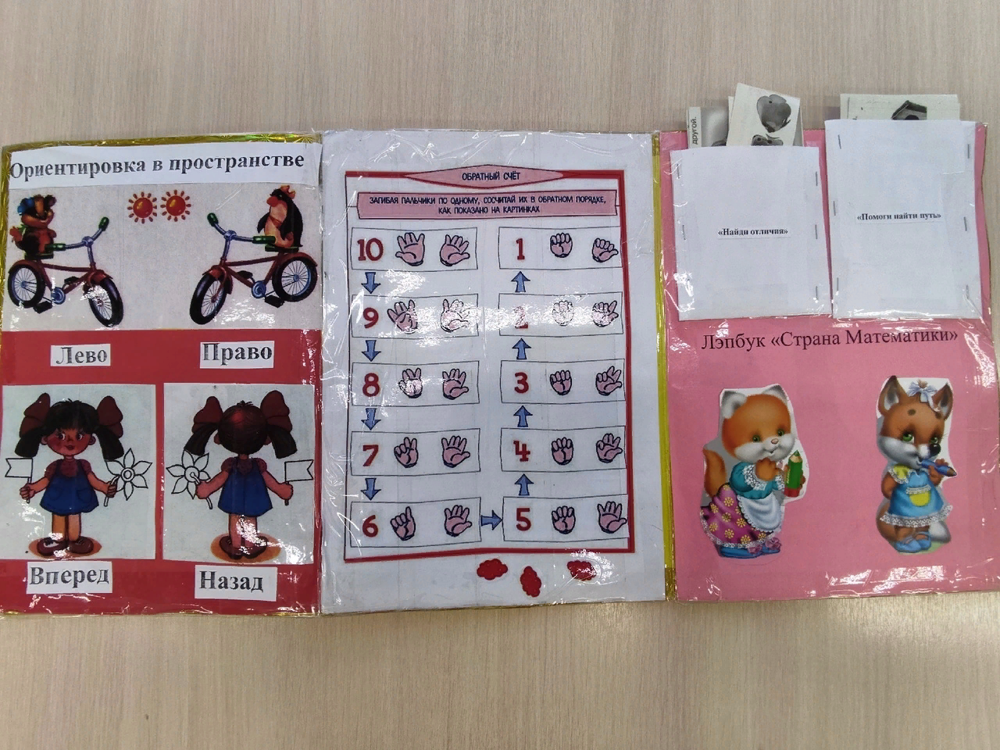 Ориентировка в пространстве
Лево
Право
Вперед
Назад
ОБРАТНЫЙ СЧЁТ
ЗАГИБАЯ ПАЛЬЧИКИ ПО ОДНОМУ, СОСЧИТАЙ ИХ В ОБРАТНОМ ПОРЯДКЕ,
КАК ПОКАЗАНО НА КАРТИНКАХ
10
1
9
2
8
3
7
4
6
5
другой.
«Найди отличия»
«Помоги найти путь»
Лэпбук «Страна Математики»